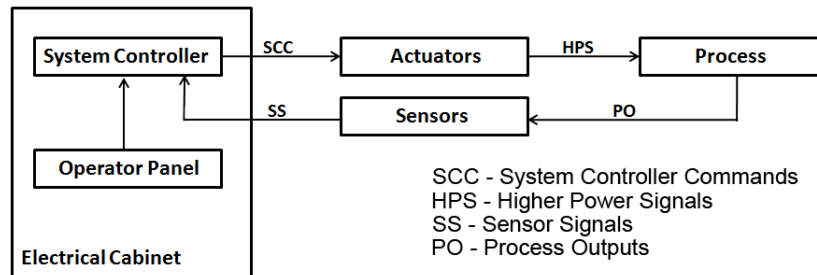 System Controller
SCC
Actuators
HPS
Process
SS
Sensors
PO
Operator Panel
SCC - System Controller Commands
HPS - Higher Power Signals
SS - Sensor Signals
PO - Process Outputs
Electrical Cabinet